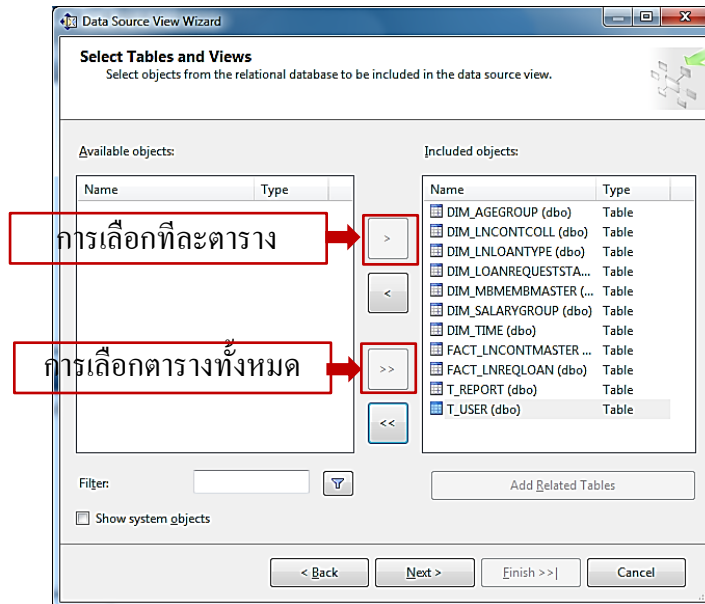 Data Source View Wizard
Select Tables and Views
Select objects from the relational database to be included in the data source view.
Available objects:
Included objects:
Name Type
Name Type
DIM_AGEGROUP (dbo) Table
DIM_LNCONTCOLL (dbo) Table
DIM_LNLOANTYPE (dbo) Table
DIM_LOANREQUESTSTA... Table
DIM_MBMEMBMASTER (... Table
DIM_SALARYGROUP (dbo) Table
DIM_TIME (dbo) Table
FACT_LNCONTMASTER ... Table
FACT_LNREQLOAN (dbo) Table
T_REPORT (dbo) Table
T_USER (dbo) Table
การเลือกทีละตาราง
>
<
การเลือกตารางทั้งหมด
>>
<<
Filter:
Add Related Tables
Show system objects
< Back
Next >
Finish >>|
Cancel